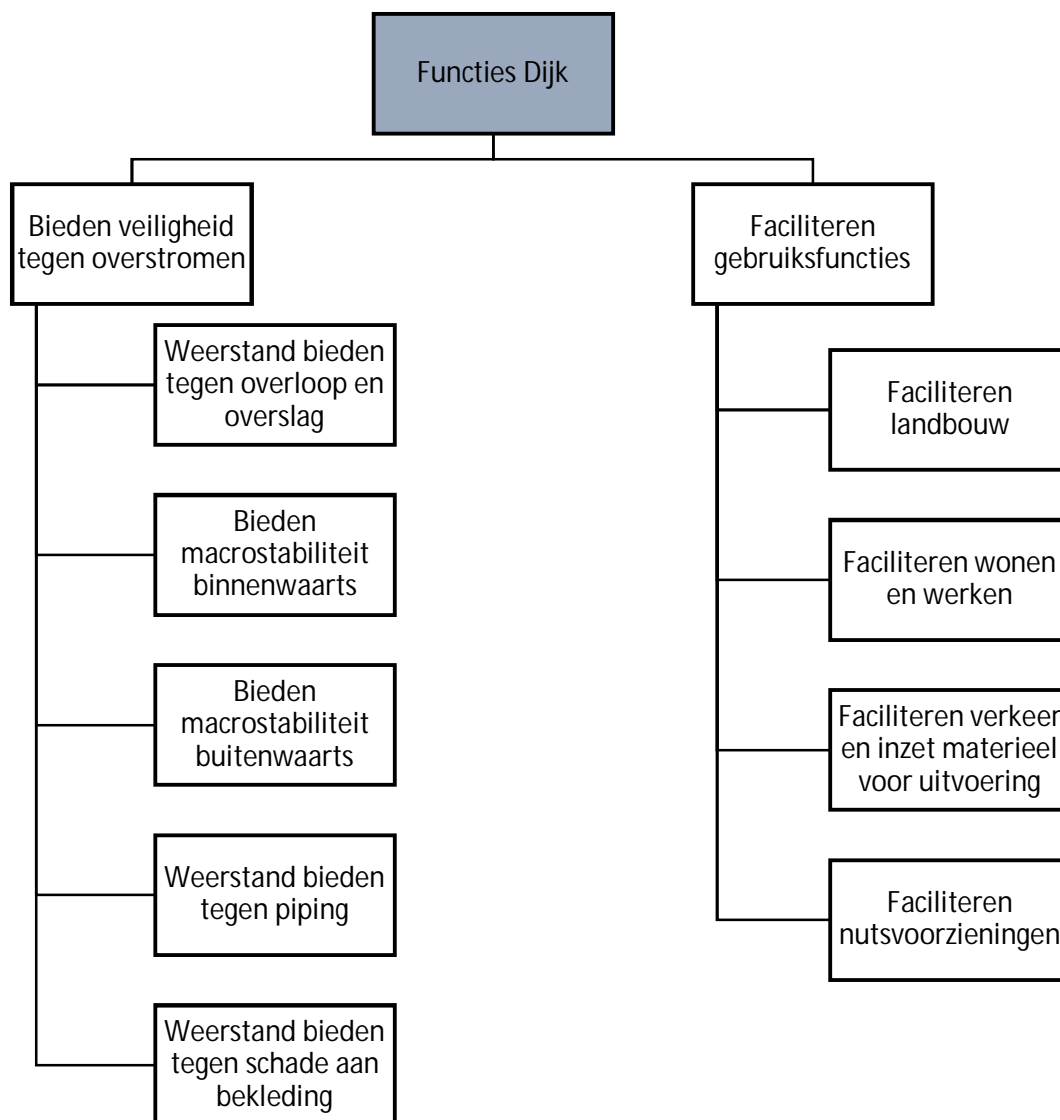 Functies Dijk
Bieden veiligheid
tegen overstromen
Weerstand bieden
tegen overloop en
overslag
Bieden
macrostabiliteit
binnenwaarts
Bieden
macrostabiliteit
buitenwaarts
Weerstand bieden
tegen piping
Weerstand bieden
tegen schade aan
bekleding
Faciliteren
gebruiksfuncties
Faciliteren
landbouw
Faciliteren wonen
en werken
Faciliteren verkeer
en inzet materieel
voor uitvoering
Faciliteren
nutsvoorzieningen